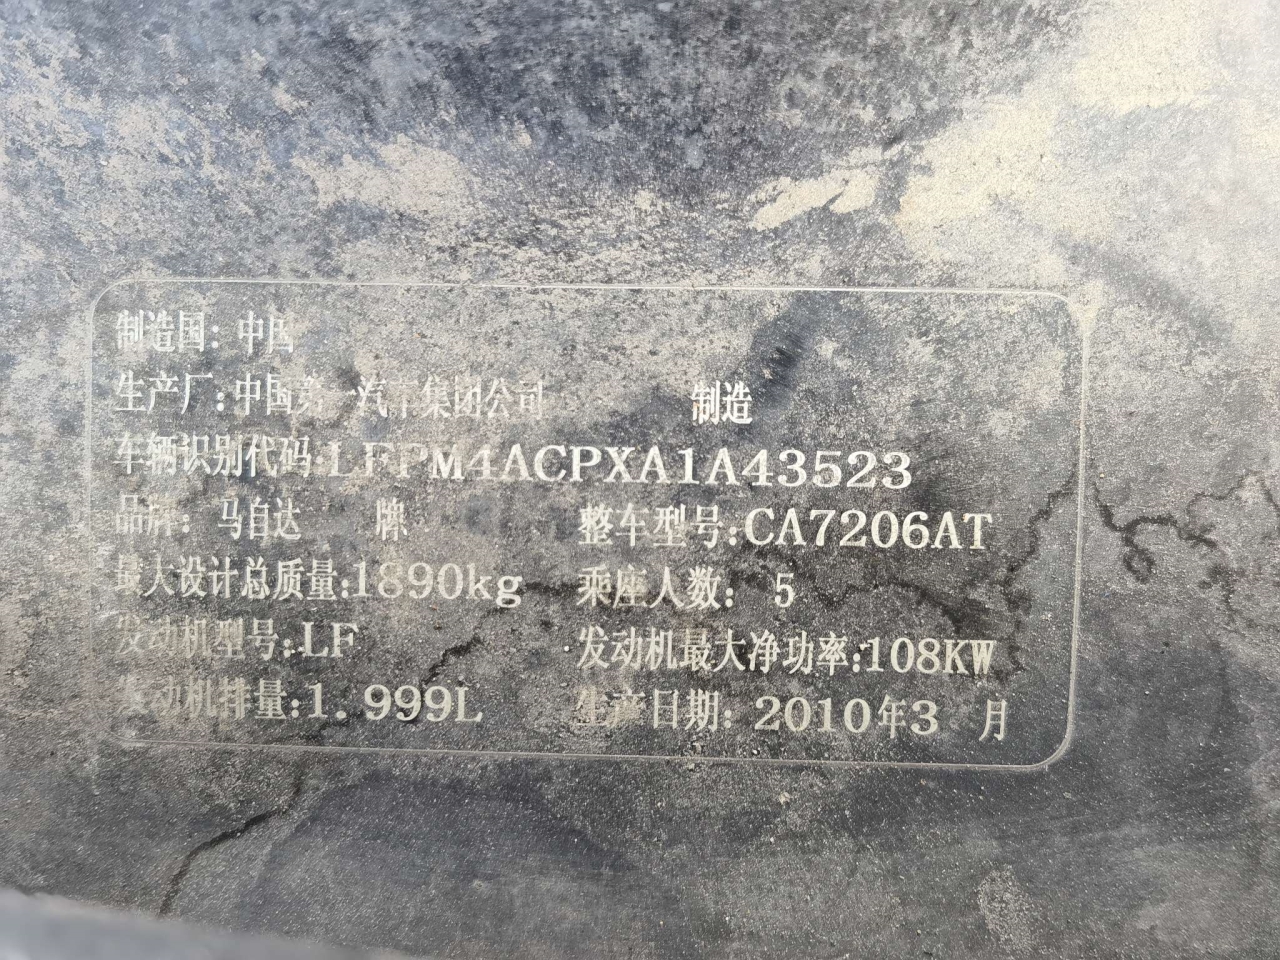 制造国：中国
生产厂：中国第一汽车集团公司 制造
车辆识别代码:LFPM4ACPXA1A43523
品牌：马自达 牌 整车型号:CA7206AT
最大设计总质量:1890kg 乘座人数： 5
发动机型号:LF 发动机最大净功率:108KW
发动机排量:1.999L 生产日期：2010年3 月